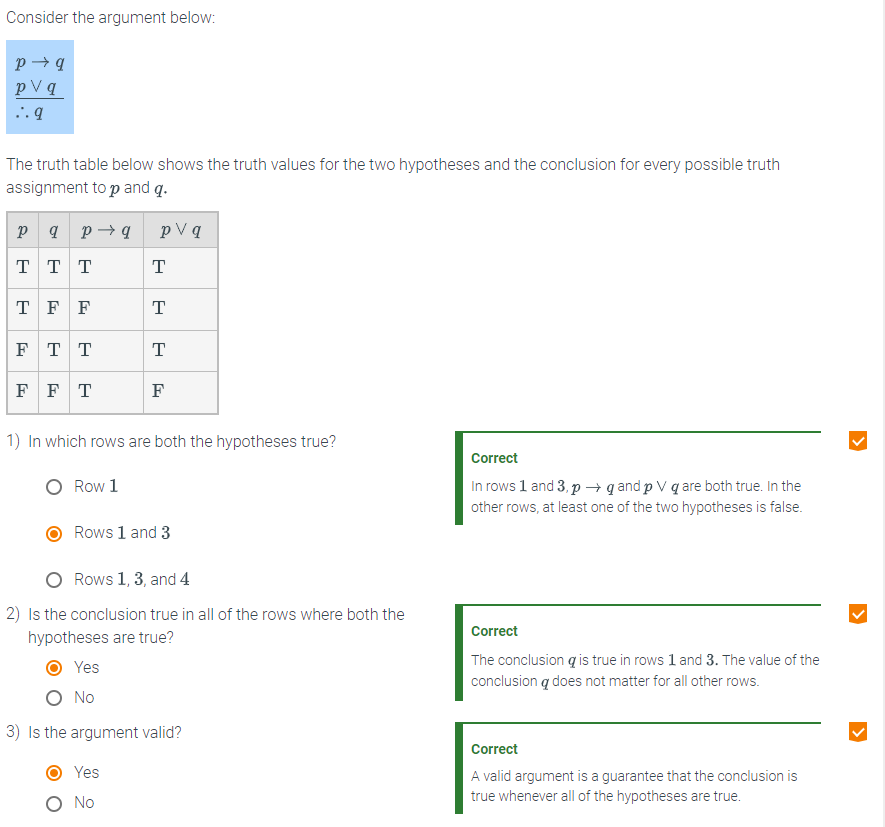 Consider the argument below:
p → q
p ∨ q
∴ q
The truth table below shows the truth values for the two hypotheses and the conclusion for every possible truth
assignment to p and q.
p q p → q p ∨ q
T T T T
T F F T
F T T T
F F T F
1) In which rows are both the hypotheses true?
Row 1
Rows 1 and 3
Rows 1, 3, and 4
Correct
In rows 1 and 3, p → q and p ∨ q are both true. In the
other rows, at least one of the two hypotheses is false.
2) Is the conclusion true in all of the rows where both the
hypotheses are true?
Yes
No
Correct
The conclusion q is true in rows 1 and 3. The value of the
conclusion q does not matter for all other rows.
3) Is the argument valid?
Yes
No
Correct
A valid argument is a guarantee that the conclusion is
true whenever all of the hypotheses are true.